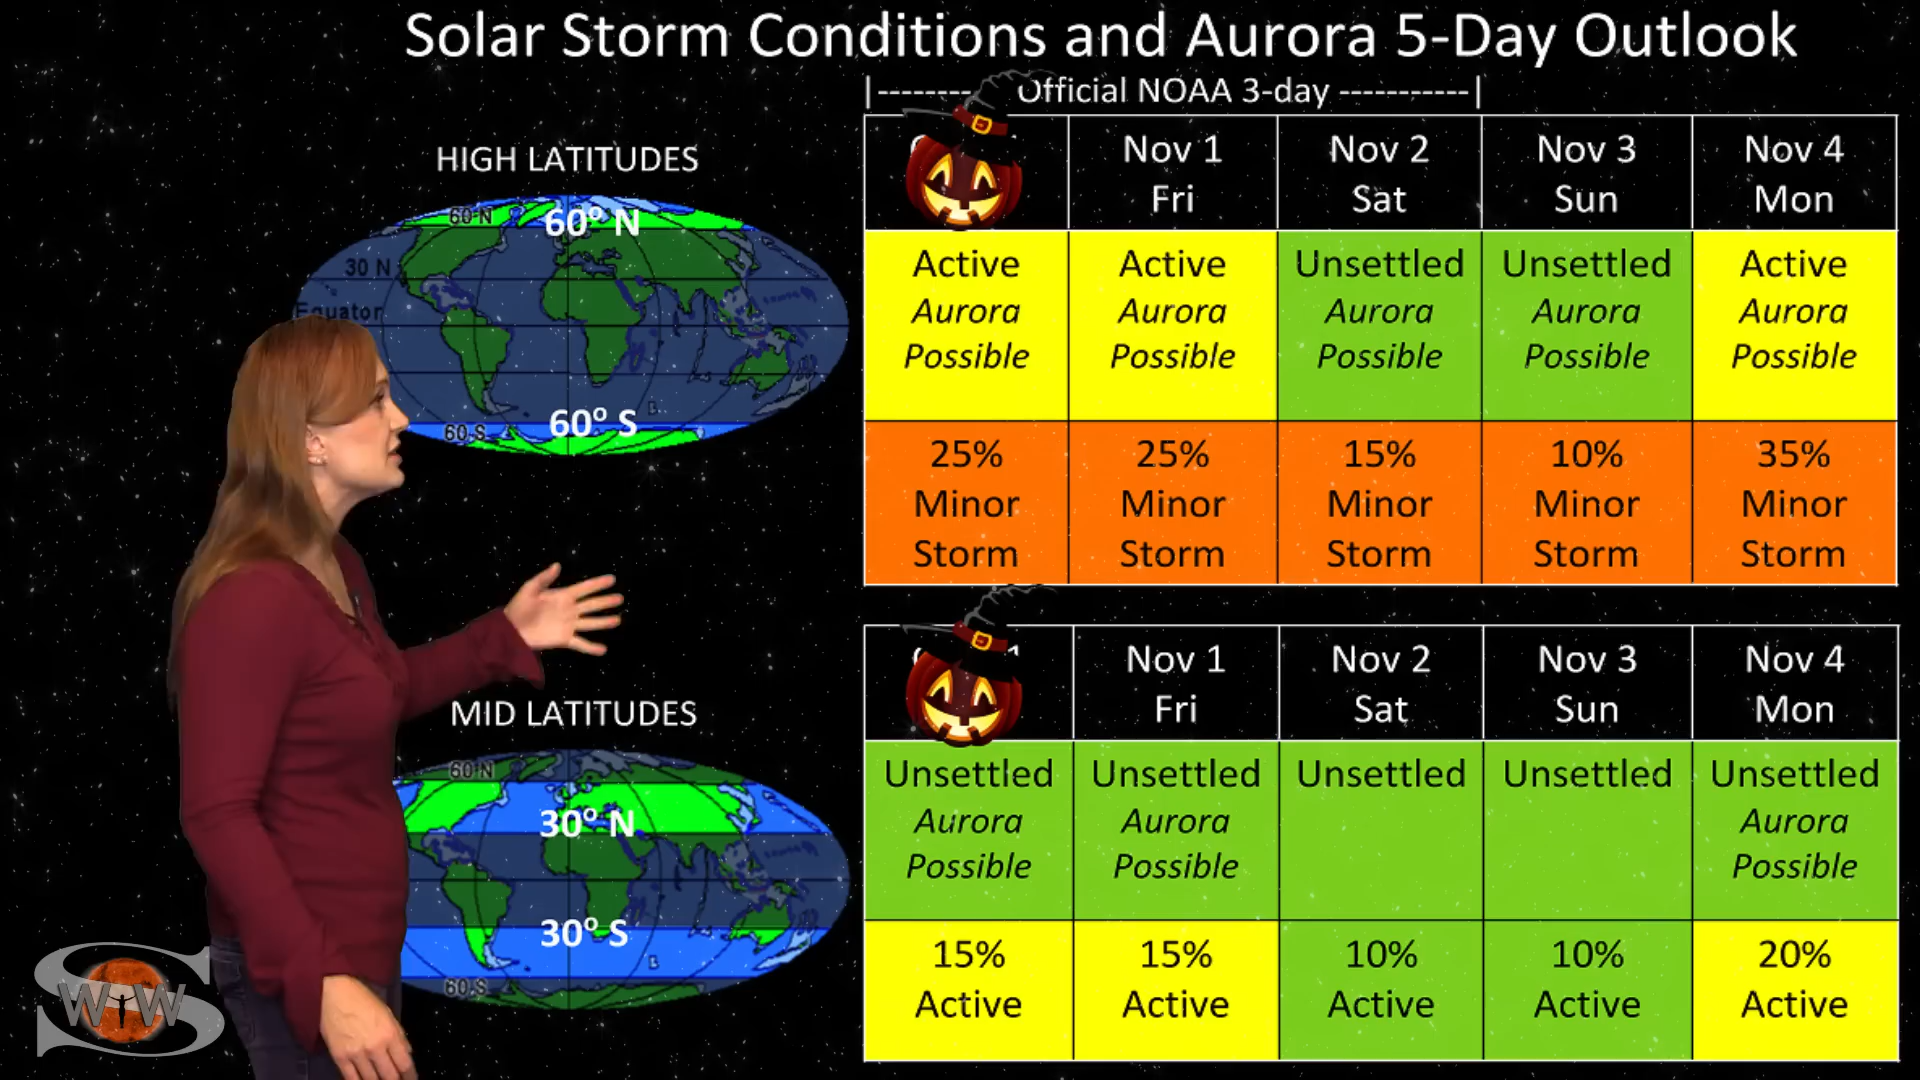 Solar Storm Conditions and Aurora 5-Day Outlook
|-------- Official NOAA 3-day -----------|
HIGH LATITUDES
60 N
60º N
30 N
Equator
60º S
60 S
Nov 1 Nov 2 Nov 3 Nov 4
Fri Sat Sun Mon
Active Active Unsettled Unsettled Active
Aurora Aurora Aurora Aurora Aurora
Possible Possible Possible Possible Possible
25% 25% 15% 10% 35%
Minor Minor Minor Minor Minor
Storm Storm Storm Storm Storm
MID LATITUDES
60 N
30º N
30º S
60 S
Nov 1 Nov 2 Nov 3 Nov 4
Fri Sat Sun Mon
Unsettled Unsettled Unsettled Unsettled Unsettled
Aurora Aurora Aurora
Possible Possible Possible
15% 15% 10% 10% 20%
Active Active Active Active Active
SWTW